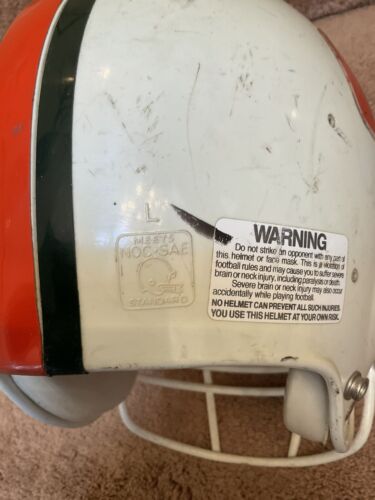 L
MEETS
NOC-SAE
STANDARD
WARNING
Do not strike an opponent with any part of
this helmet or face mask. This is a violation of
football rules and may cause you to suffer severe
brain or neck injury, including paralysis or death.
Severe brain or neck injury may also occur
accidentally while playing football.
NO HELMET CAN PREVENT ALL SUCH INJURIES.
YOU USE THIS HELMET AT YOUR OWN RISK.